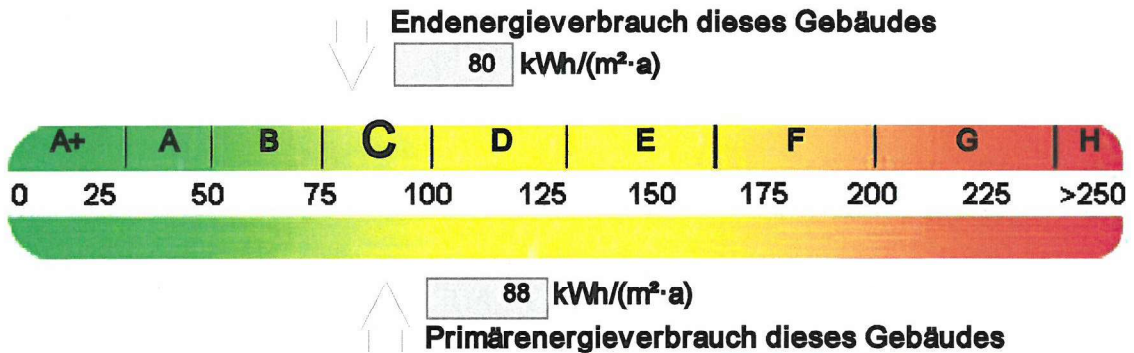 Endenergieverbrauch dieses Gebäudes
80 kWh/(m²·a)
A+ A B C D E F G H
0 25 50 75 100 125 150 175 200 225 >250
88 kWh/(m²·a)
Primärenergieverbrauch dieses Gebäudes